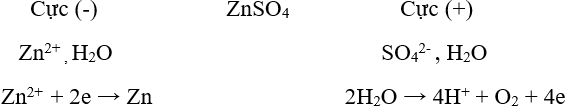 Cực (-) ZnSO₄ Cực (+)
Zn²⁺ , H₂O SO₄²⁻ , H₂O
Zn²⁺ + 2e → Zn 2H₂O → 4H⁺ + O₂ + 4e